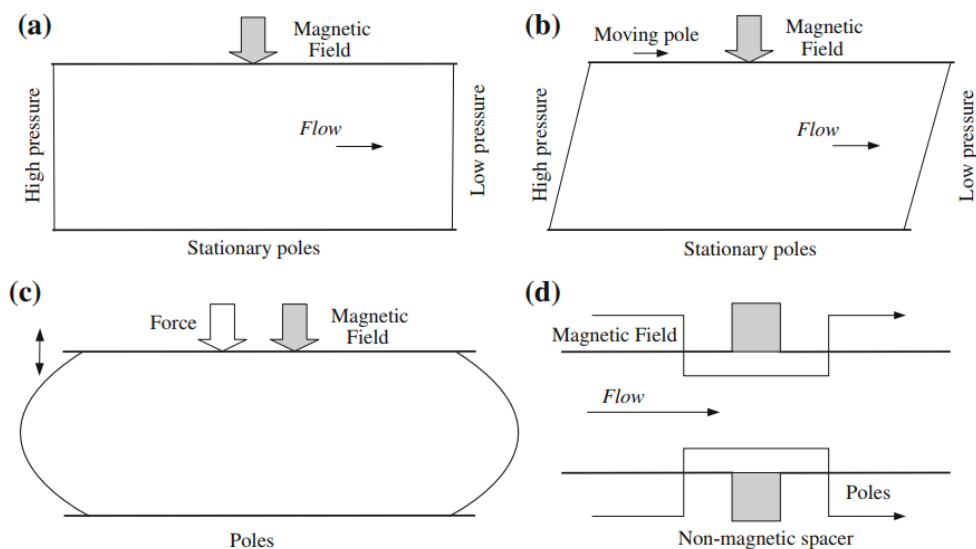 (a)
Magnetic
Field
High pressure
Flow
Low pressure
Stationary poles
(b)
Moving pole
Magnetic
Field
High pressure
Flow
Low pressure
Stationary poles
(c)
Force
Magnetic
Field
Poles
(d)
Magnetic Field
Flow
Poles
Non-magnetic spacer